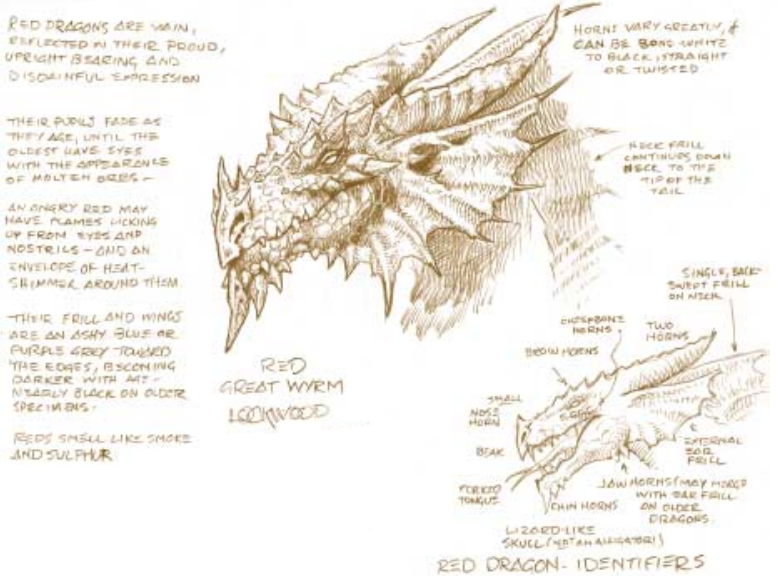 RED DRAGONS ARE VAIN,
REFLECTED IN THEIR PROUD,
UPRIGHT BEARING AND
DISDAINFUL EXPRESSION
THEIR PUPILS FADE AS
THEY AGE, UNTIL THE
OLDEST HAVE EYES
WITH THE APPEARANCE
OF MOLTEN ORBS -
AN ANGRY RED MAY
HAVE FLAMES LICKING
UP FROM EYES AND
NOSTRILS - AND AN
ENVELOPE OF HEAT-
SHIMMER AROUND THEM.
THEIR FRILL AND WINGS
ARE AN ASHY BLUE OR
PURPLE GREY TOWARD
THE EDGES, BECOMING
DARKER WITH AGE -
NEARLY BLACK ON OLDER
SPECIMENS.
REDS SMELL LIKE SMOKE
AND SULPHUR
HORNS VARY GREATLY, &
CAN BE BONE-WHITE
TO BLACK, STRAIGHT
OR TWISTED
NECK FRILL
CONTINUES DOWN
NECK TO THE
TIP OF THE
TAIL
RED
GREAT WYRM
LOCKWOOD
SINGLE, BACK-
SWEPT FRILL
ON NECK
CHEEKBONE
HORNS
TWO
HORNS
BROW HORNS
SMALL
NOSE
HORN
BEAK
FORKED
TONGUE
CHIN HORNS
EXTERNAL
EAR
FRILL
JAW HORNS (MAY MERGE
WITH EAR FRILL
ON OLDER
DRAGONS.
LIZARD-LIKE
SKULL (NOT AN ALLIGATOR!)
RED DRAGON - IDENTIFIERS